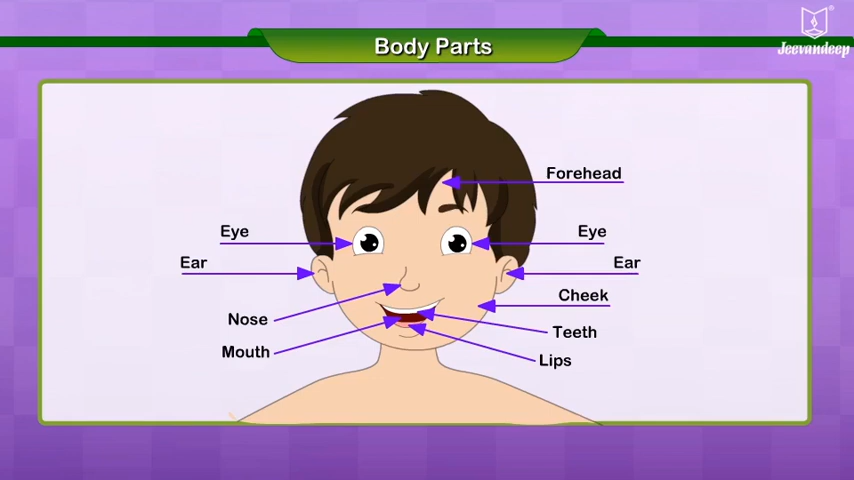 Body Parts
Jeevandeep
Forehead
Eye
Eye
Ear
Ear
Cheek
Nose
Teeth
Mouth
Lips